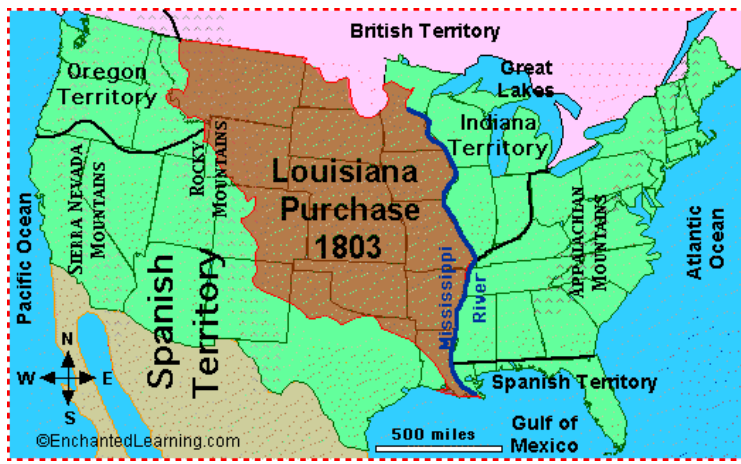 British Territory
Oregon
Territory
Great
Lakes
Indiana
Territory
ROCKY
MOUNTAINS
SIERRA NEVADA
MOUNTAINS
Louisiana
Purchase
1803
APPALACHIAN
MOUNTAINS
Pacific Ocean
Atlantic
Ocean
Spanish
Territory
Mississippi
River
N
W E
S
Spanish Territory
Gulf of
Mexico
500 miles
©EnchantedLearning.com